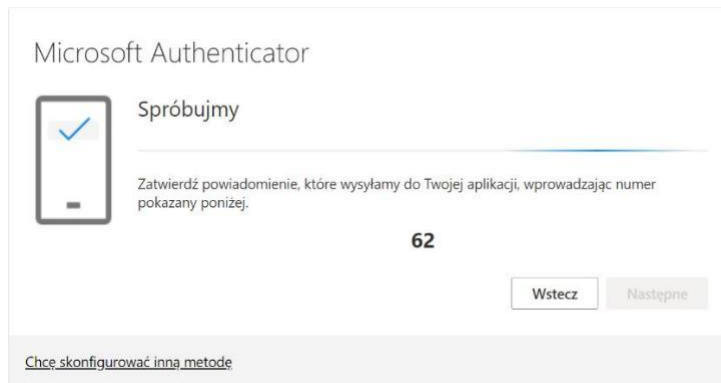 Microsoft Authenticator
Spróbujmy
Zatwierdź powiadomienie, które wysyłamy do Twojej aplikacji, wprowadzając numer
pokazany poniżej.
62
Wstecz
Następne
Chcę skonfigurować inną metodę